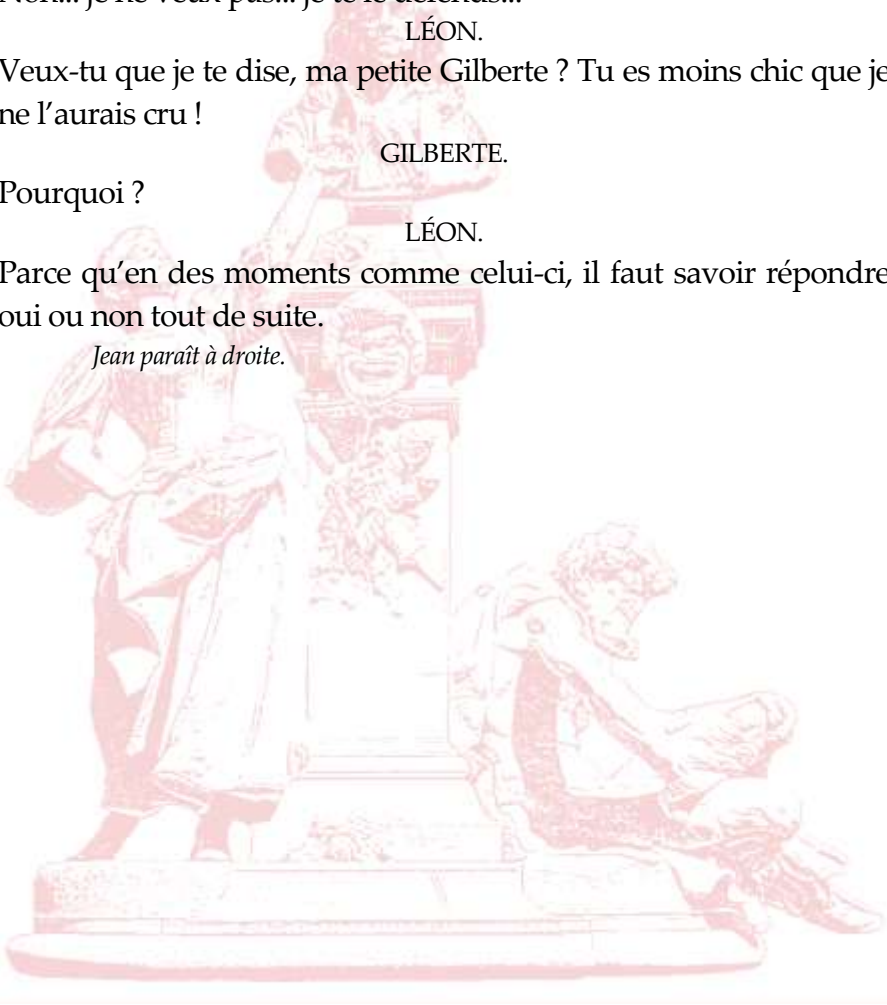 Non... je ne veux pas... je te le défends...
LÉON.
Veux-tu que je te dise, ma petite Gilberte ? Tu es moins chic que je
ne l’aurais cru !
GILBERTE.
Pourquoi ?
LÉON.
Parce qu’en des moments comme celui-ci, il faut savoir répondre
oui ou non tout de suite.
Jean paraît à droite.